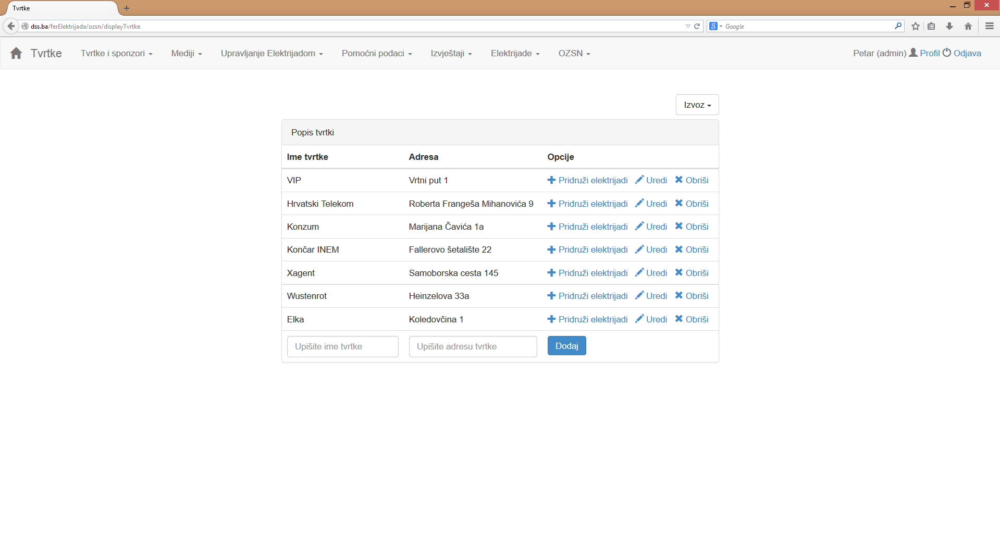 Tvrtke
dss.ba/ferElektrijada/ozsn/displayTvrtke
Google
Tvrtke Tvrtke i sponzori Mediji Upravljanje Elektrijadom Pomoćni podaci Izvještaji Elektrijade OZSN Petar (admin) Profil Odjava
Izvoz
Popis tvrtki
Ime tvrtke Adresa Opcije
VIP Vrtni put 1 Pridruži elektrijadi Uredi Obriši
Hrvatski Telekom Roberta Frangeša Mihanovića 9 Pridruži elektrijadi Uredi Obriši
Konzum Marijana Čavića 1a Pridruži elektrijadi Uredi Obriši
Končar INEM Fallerovo šetalište 22 Pridruži elektrijadi Uredi Obriši
Xagent Samoborska cesta 145 Pridruži elektrijadi Uredi Obriši
Wustenrot Heinzelova 33a Pridruži elektrijadi Uredi Obriši
Elka Koledovčina 1 Pridruži elektrijadi Uredi Obriši
Upišite ime tvrtke Upišite adresu tvrtke Dodaj